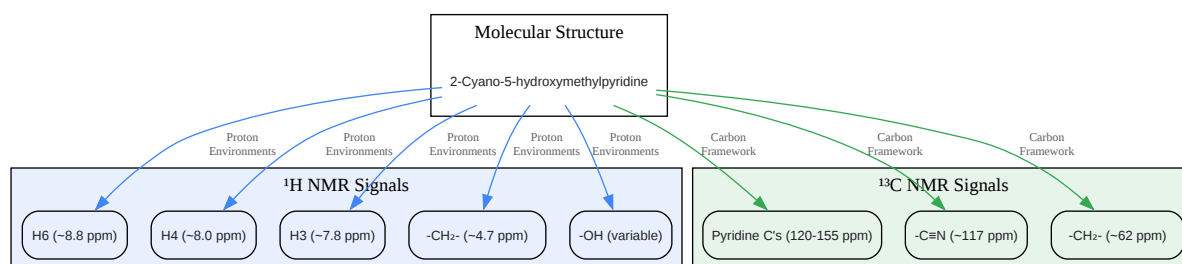 Molecular Structure
2-Cyano-5-hydroxymethylpyridine
Proton
Environments
Proton
Environments
Proton
Environments
Proton
Environments
Proton
Environments
Carbon
Framework
Carbon
Framework
Carbon
Framework
¹H NMR Signals
H6 (~8.8 ppm)
H4 (~8.0 ppm)
H3 (~7.8 ppm)
-CH₂- (~4.7 ppm)
-OH (variable)
¹³C NMR Signals
Pyridine C's (120-155 ppm)
-C≡N (~117 ppm)
-CH₂- (~62 ppm)